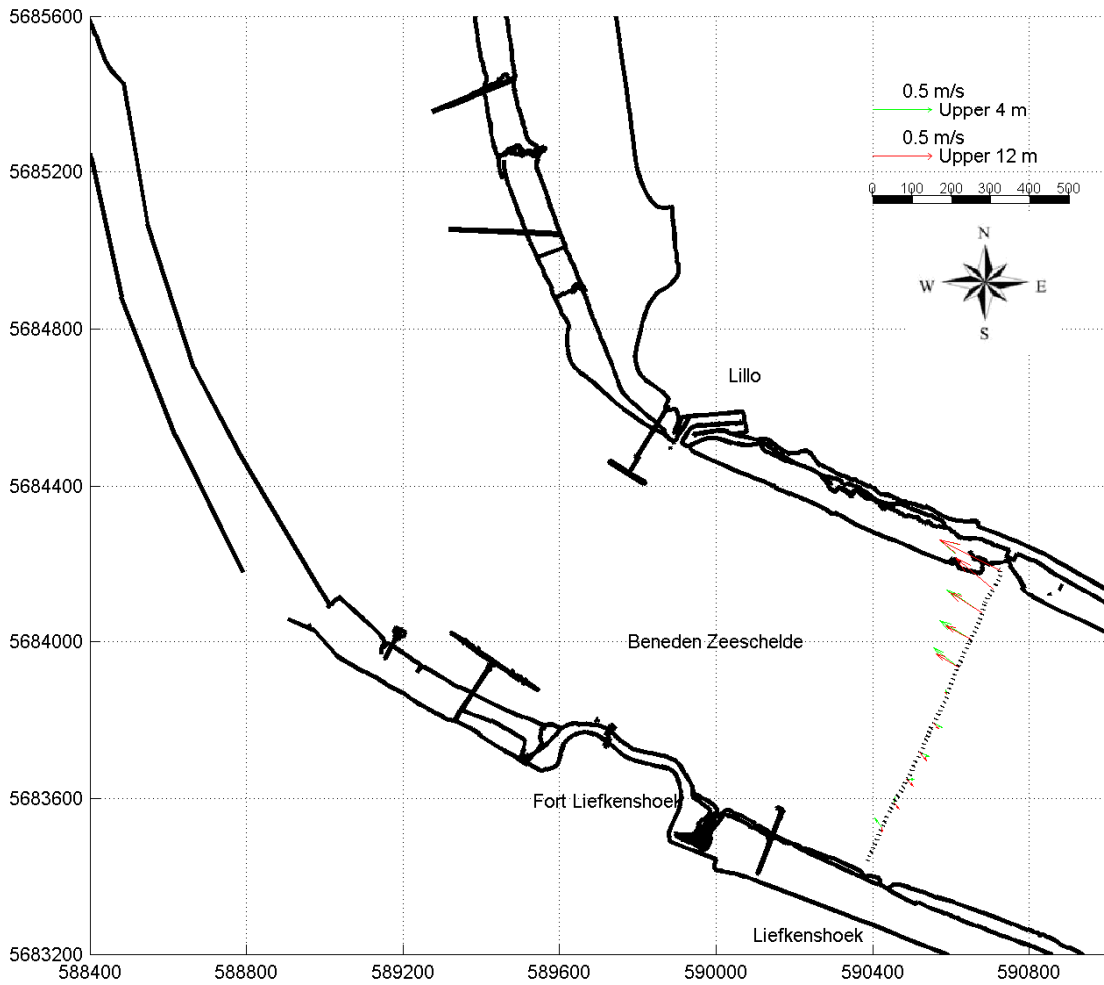 5685600
0.5 m/s
Upper 4 m
0.5 m/s
Upper 12 m
5685200
0 100 200 300 400 500
N
W E
S
5684800
Lillo
5684400
5684000
Beneden Zeeschelde
5683600
Fort Liefkenshoek
Liefkenshoek
5683200
588400 588800 589200 589600 590000 590400 590800